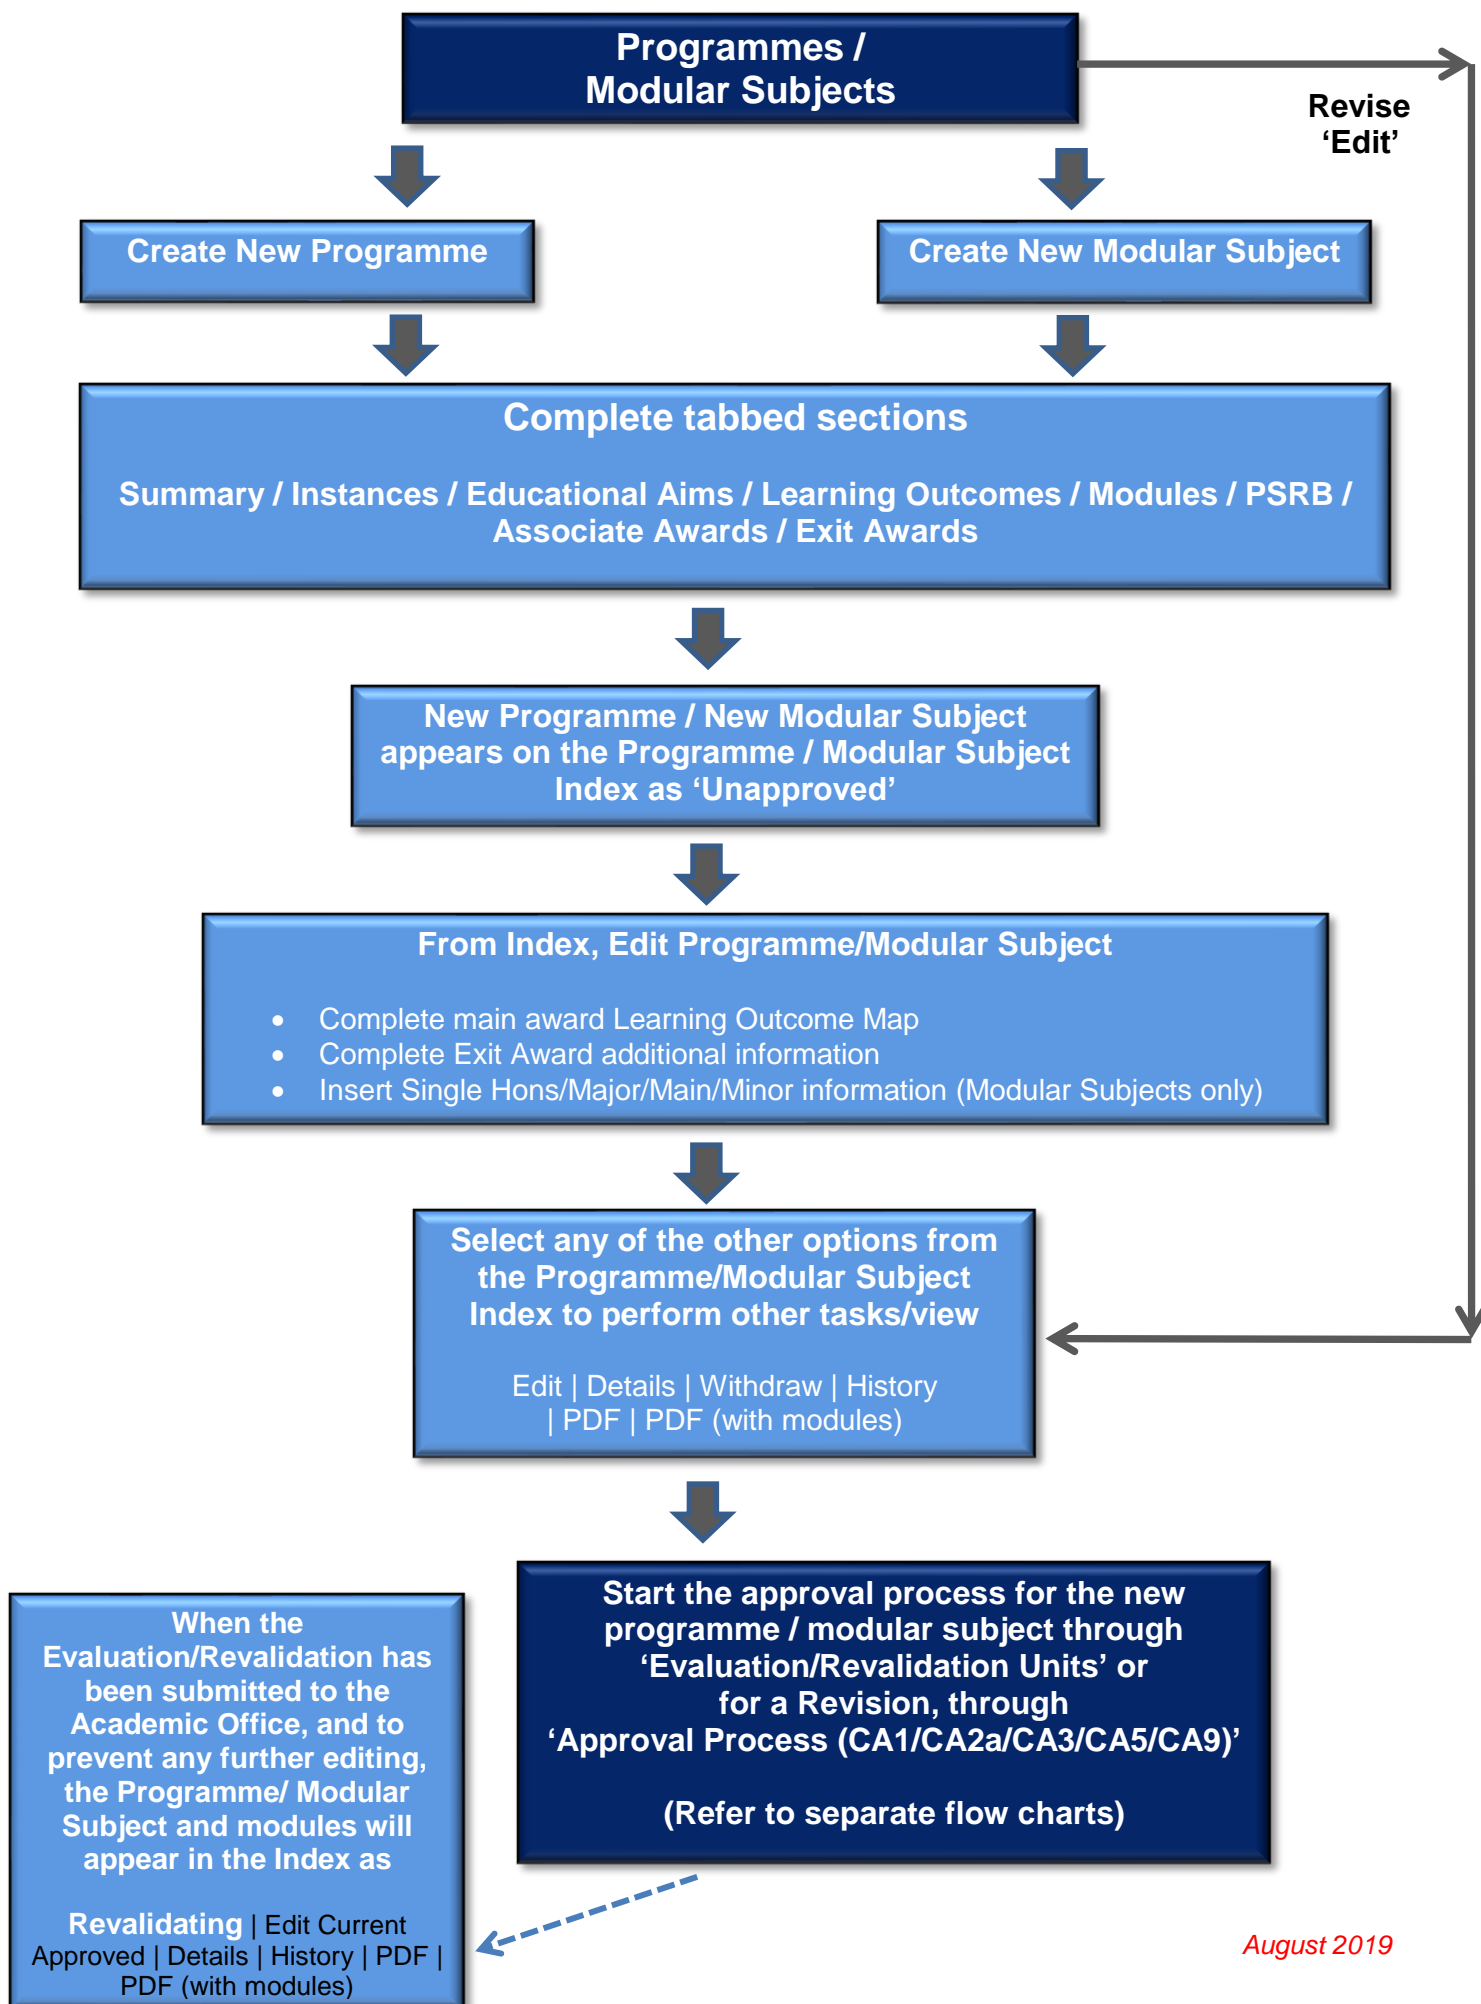 Programmes /
Modular Subjects
Revise
‘Edit’
Create New Programme
Create New Modular Subject
Complete tabbed sections
Summary / Instances / Educational Aims / Learning Outcomes / Modules / PSRB /
Associate Awards / Exit Awards
New Programme / New Modular Subject
appears on the Programme / Modular Subject
Index as ‘Unapproved’
From Index, Edit Programme/Modular Subject
• Complete main award Learning Outcome Map
• Complete Exit Award additional information
• Insert Single Hons/Major/Main/Minor information (Modular Subjects only)
Select any of the other options from
the Programme/Modular Subject
Index to perform other tasks/view
Edit | Details | Withdraw | History
| PDF | PDF (with modules)
Start the approval process for the new
programme / modular subject through
‘Evaluation/Revalidation Units’ or
for a Revision, through
‘Approval Process (CA1/CA2a/CA3/CA5/CA9)’
(Refer to separate flow charts)
When the
Evaluation/Revalidation has
been submitted to the
Academic Office, and to
prevent any further editing,
the Programme/ Modular
Subject and modules will
appear in the Index as
Revalidating | Edit Current
Approved | Details | History | PDF |
PDF (with modules)
August 2019